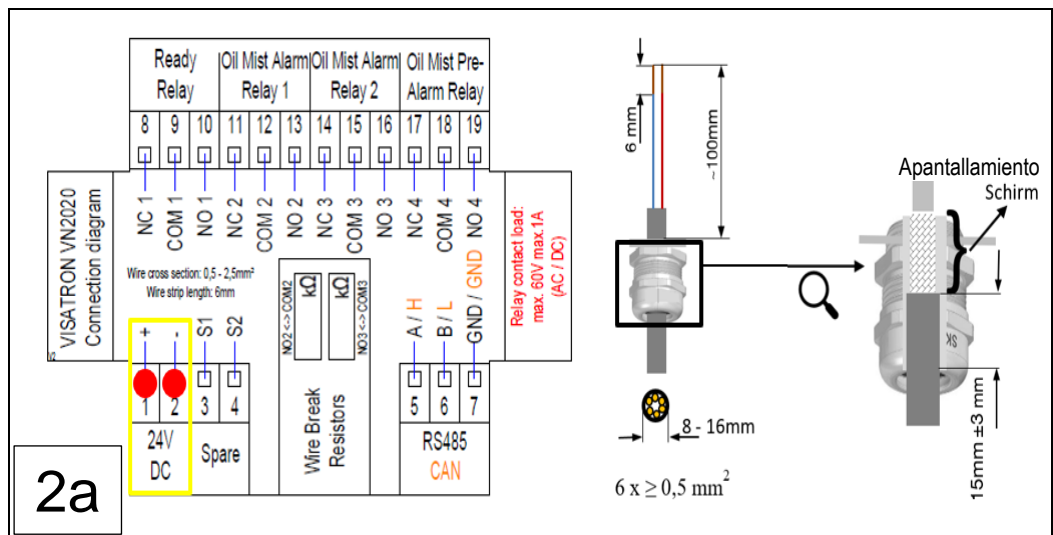 Ready
Relay
Oil Mist Alarm
Relay 1
Oil Mist Alarm
Relay 2
Oil Mist Pre-
Alarm Relay
8 9 10 11 12 13 14 15 16 17 18 19
NC 1
COM 1
NO 1
NC 2
COM 2
NO 2
NC 3
COM 3
NO 3
NC 4
COM 4
NO 4
VISATRON VN2020
Connection diagram
V2
Wire cross section: 0,5 - 2,5mm²
Wire strip length: 6mm
+
-
S1
S2
NO2 <-> COM2
kΩ
kΩ
NO3 <-> COM3
Wire Break
Resistors
A / H
B / L
GND / GND
Relay contact load:
max. 60V max.1A
(AC / DC)
1 2 3 4
5 6 7
24V
DC
Spare
RS485
CAN
2a
6 mm
~100mm
8 - 16mm
6 x ≥ 0,5 mm²
Apantallamiento
Schirm
SK
15mm ±3 mm